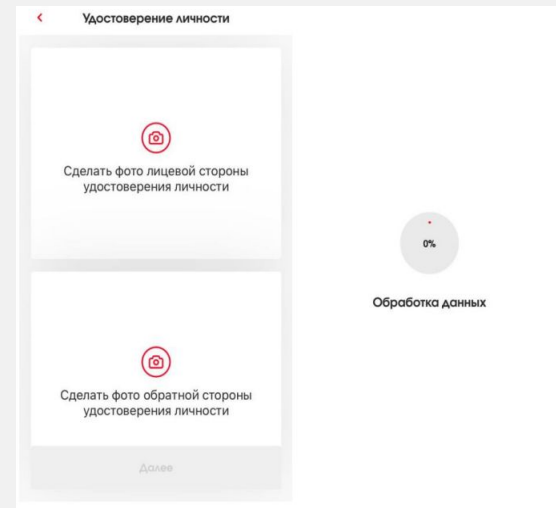 Удостоверение личности
Сделать фото лицевой стороны
удостоверения личности
Сделать фото обратной стороны
удостоверения личности
Далее
0%
Обработка данных